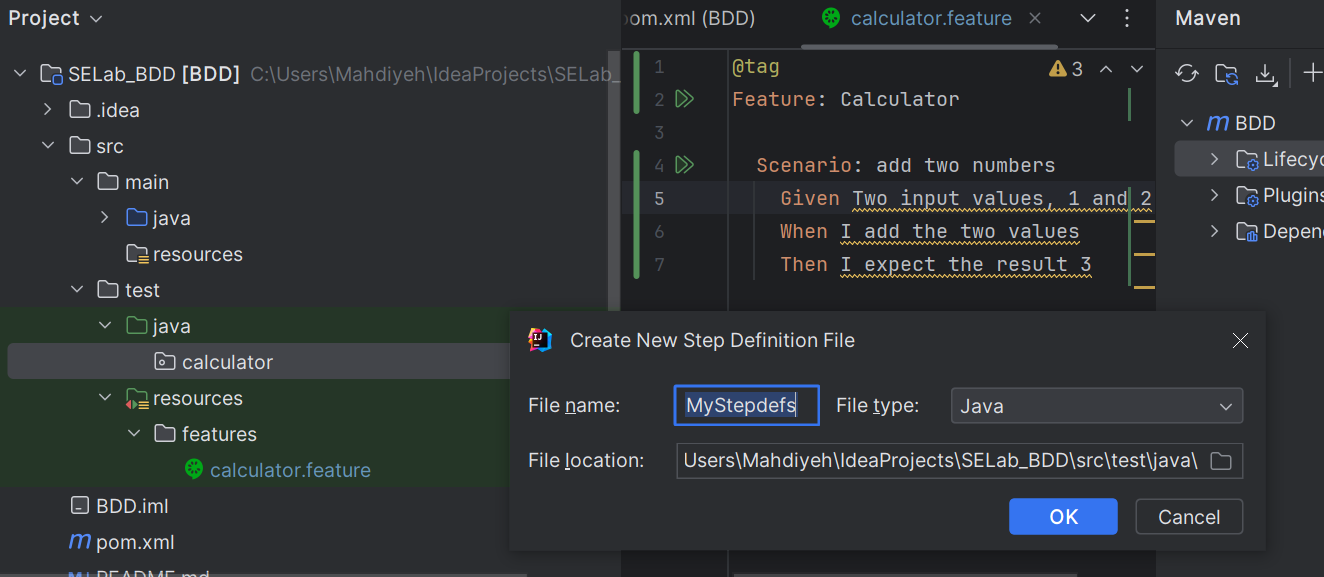 Project
SELab_BDD [BDD] C:\Users\Mahdiyeh\IdeaProjects\SELab_
.idea
src
main
java
resources
test
java
calculator
resources
features
calculator.feature
BDD.iml
pom.xml
README.md
pom.xml (BDD)
calculator.feature
1 @tag
3
2 Feature: Calculator
3
4 Scenario: add two numbers
5 Given Two input values, 1 and 2
6 When I add the two values
7 Then I expect the result 3
Maven
BDD
Lifecyc
Plugins
Depen
Create New Step Definition File
File name: MyStepdefs File type: Java
File location: Users\Mahdiyeh\IdeaProjects\SELab_BDD\src\test\java\
OK Cancel